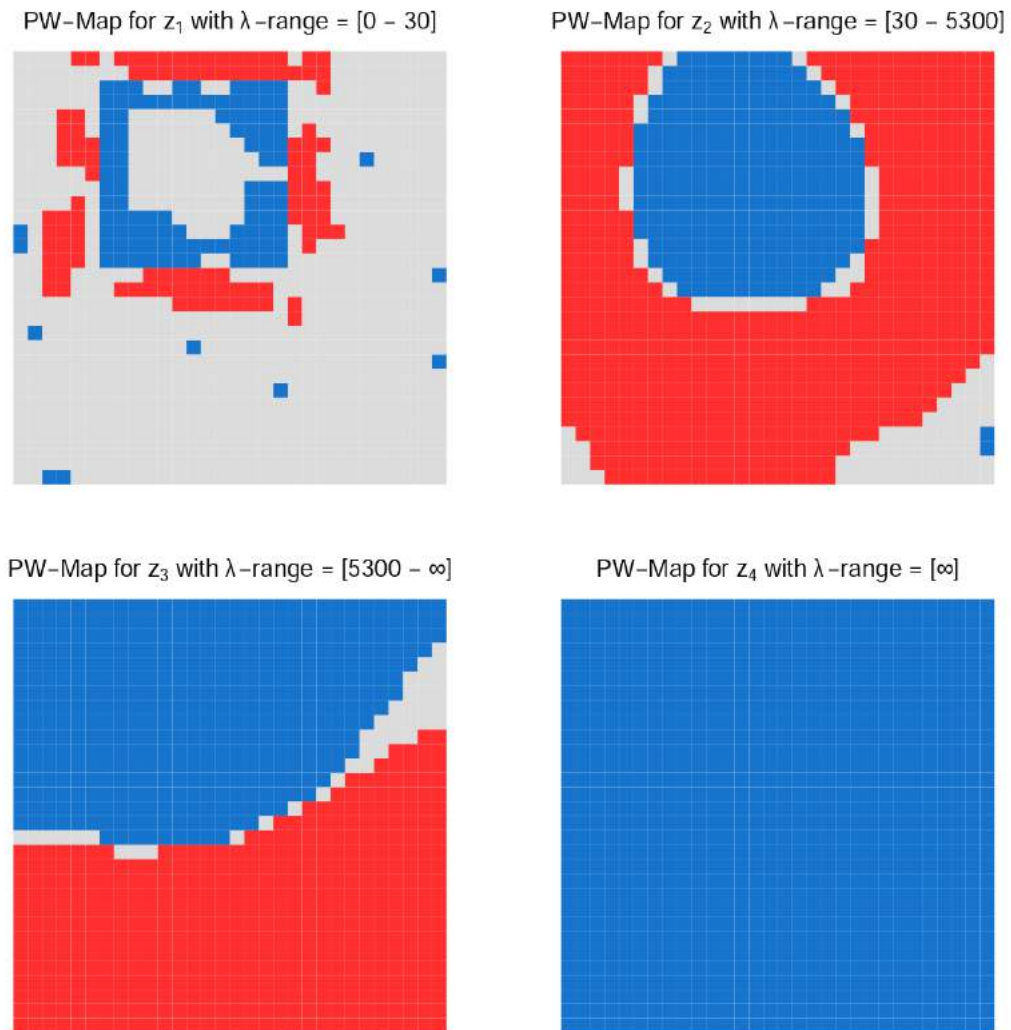 PW−Map for z₁ with λ−range = [0 − 30]
PW−Map for z₂ with λ−range = [30 − 5300]
PW−Map for z₃ with λ−range = [5300 − ∞]
PW−Map for z₄ with λ−range = [∞]